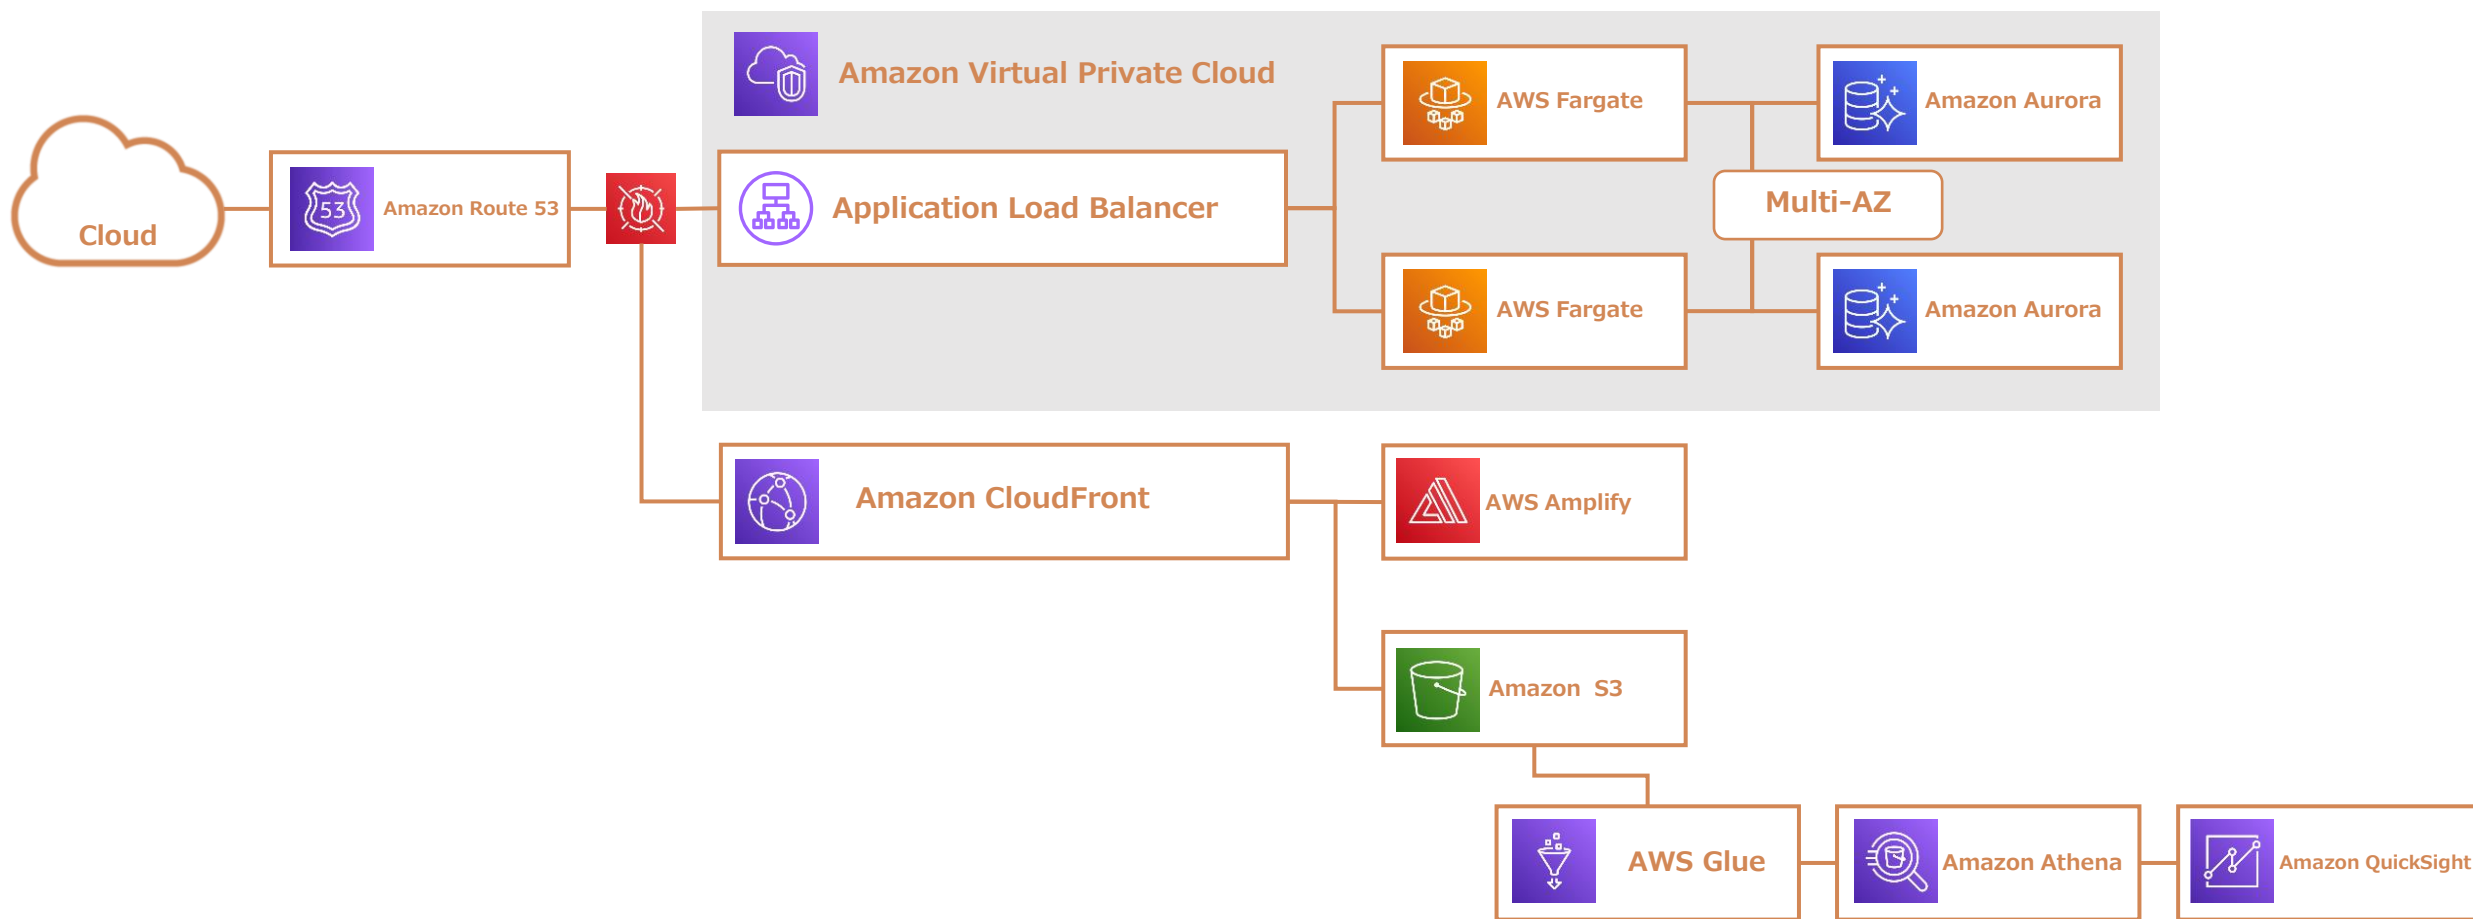 Amazon Virtual Private Cloud
AWS Fargate
Amazon Aurora
Cloud
53
Amazon Route 53
Application Load Balancer
Multi-AZ
AWS Fargate
Amazon Aurora
Amazon CloudFront
AWS Amplify
Amazon  S3
AWS Glue
Amazon Athena
Amazon QuickSight